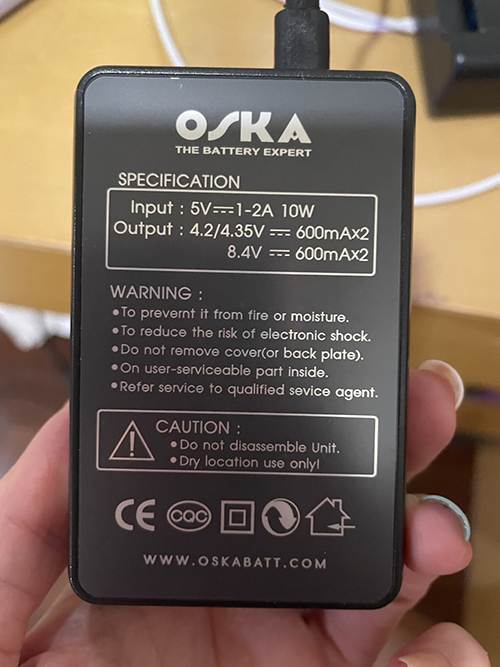 OSKA
THE BATTERY EXPERT
SPECIFICATION
Input : 5V⎓1-2A 10W
Output : 4.2/4.35V ⎓ 600mAx2
8.4V ⎓ 600mAx2
WARNING :
•To prevernt it from fire or moisture.
•To reduce the risk of electronic shock.
•Do not remove cover(or back plate).
•On user-serviceable part inside.
•Refer service to qualified sevice agent.
CAUTION :
•Do not disassemble Unit.
•Dry location use only!
CE CQC
WWW.OSKABATT.COM